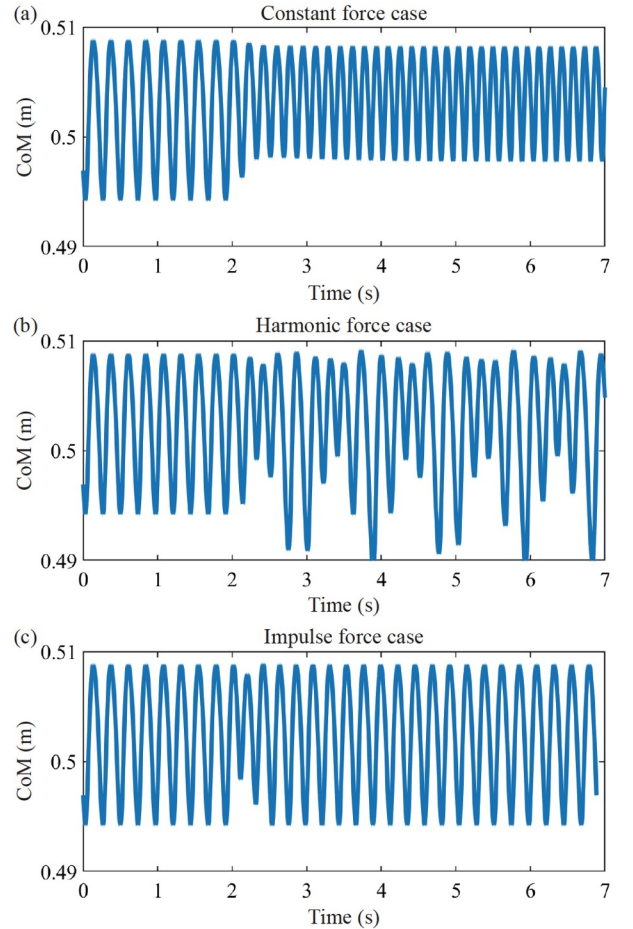 (a) Constant force case
0.51
0.5
0.49
CoM (m)
0 1 2 3 4 5 6 7
Time (s)
(b) Harmonic force case
0.51
0.5
0.49
CoM (m)
0 1 2 3 4 5 6 7
Time (s)
(c) Impulse force case
0.51
0.5
0.49
CoM (m)
0 1 2 3 4 5 6 7
Time (s)